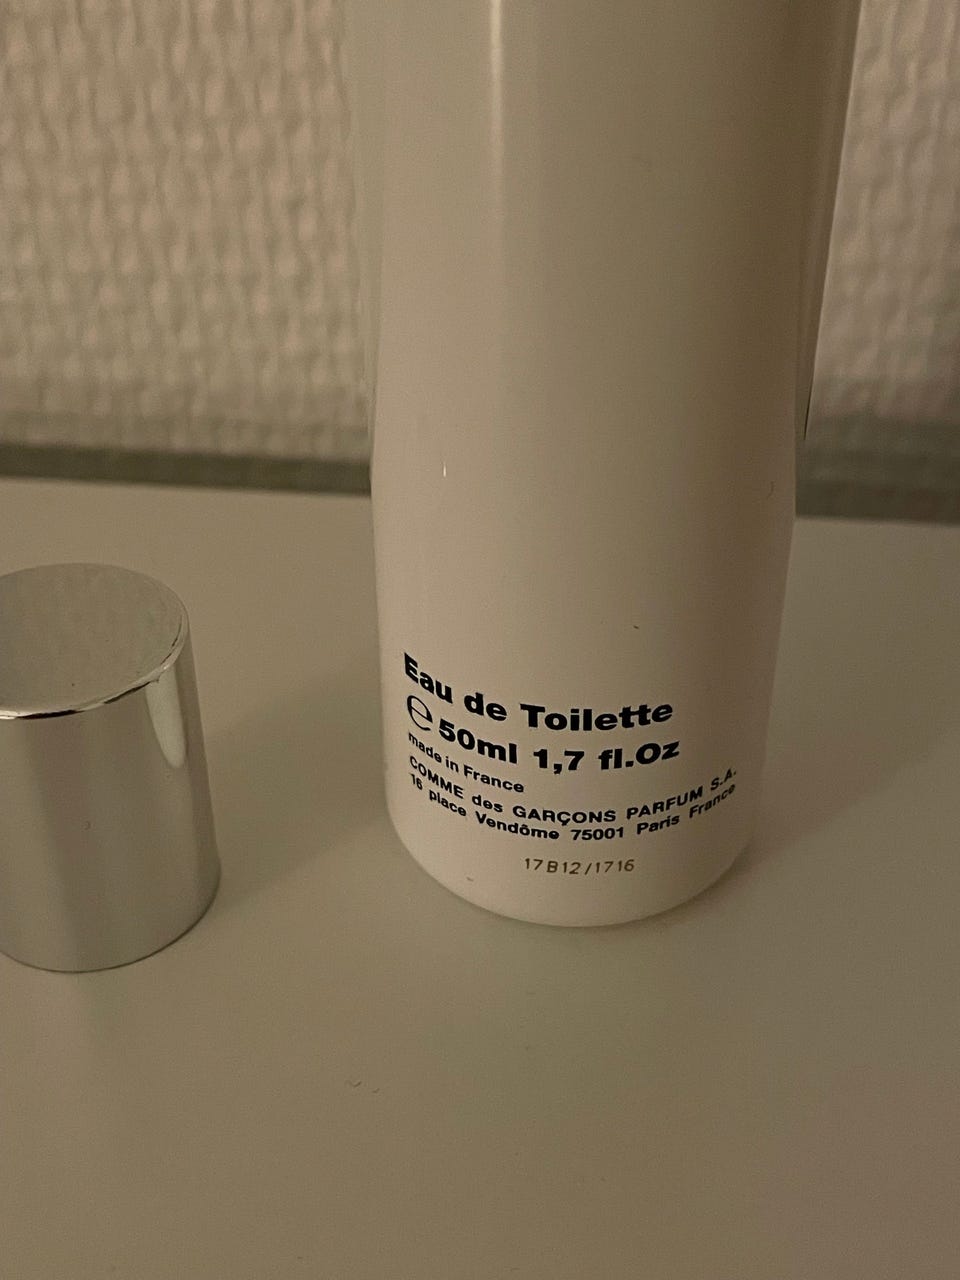 Eau de Toilette
℮50ml 1,7 fl.Oz
made in France
COMME des GARÇONS PARFUM S.A.
16 place Vendôme 75001 Paris France
17B12/1716